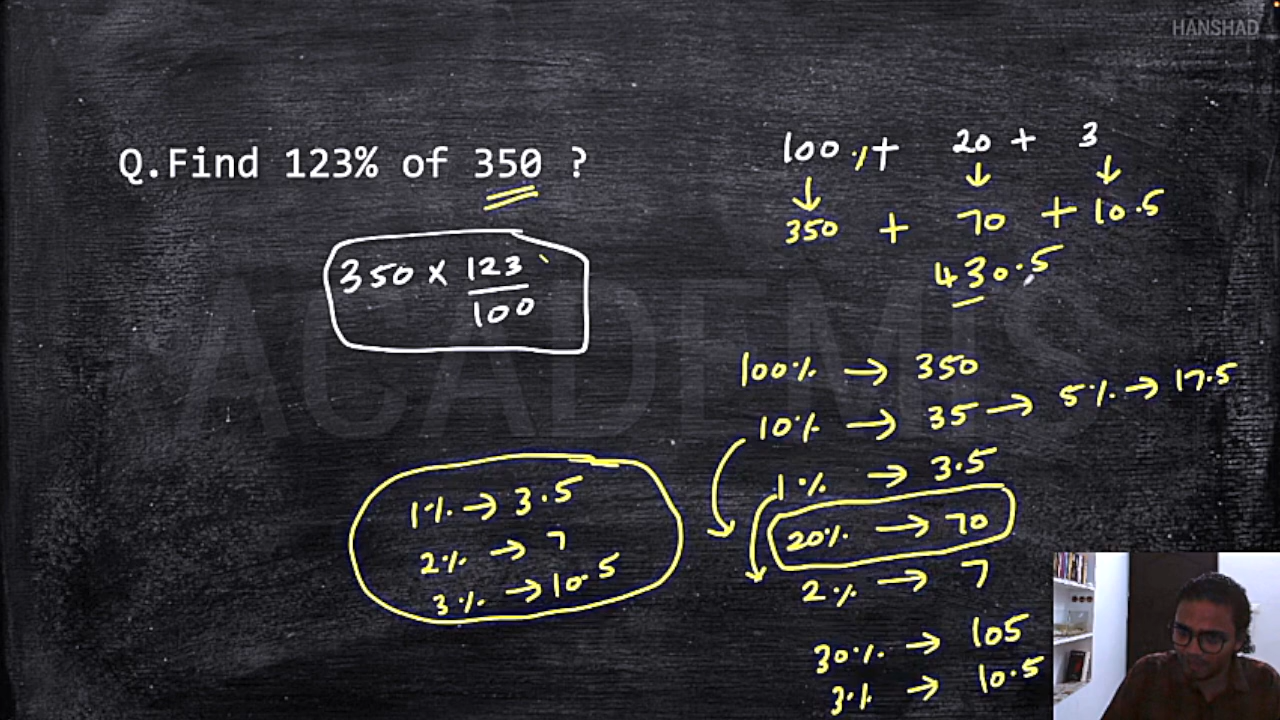 HANSHAD
Q.Find 123% of 350 ?
350 × 123/100
100 % + 20 + 3
350 + 70 + 10.5
430.5
100% → 350
10% → 35 → 5% → 17.5
1% → 3.5
20% → 70
2% → 7
30% → 105
3% → 10.5
1% → 3.5
2% → 7
3% → 10.5
ACADEMIS